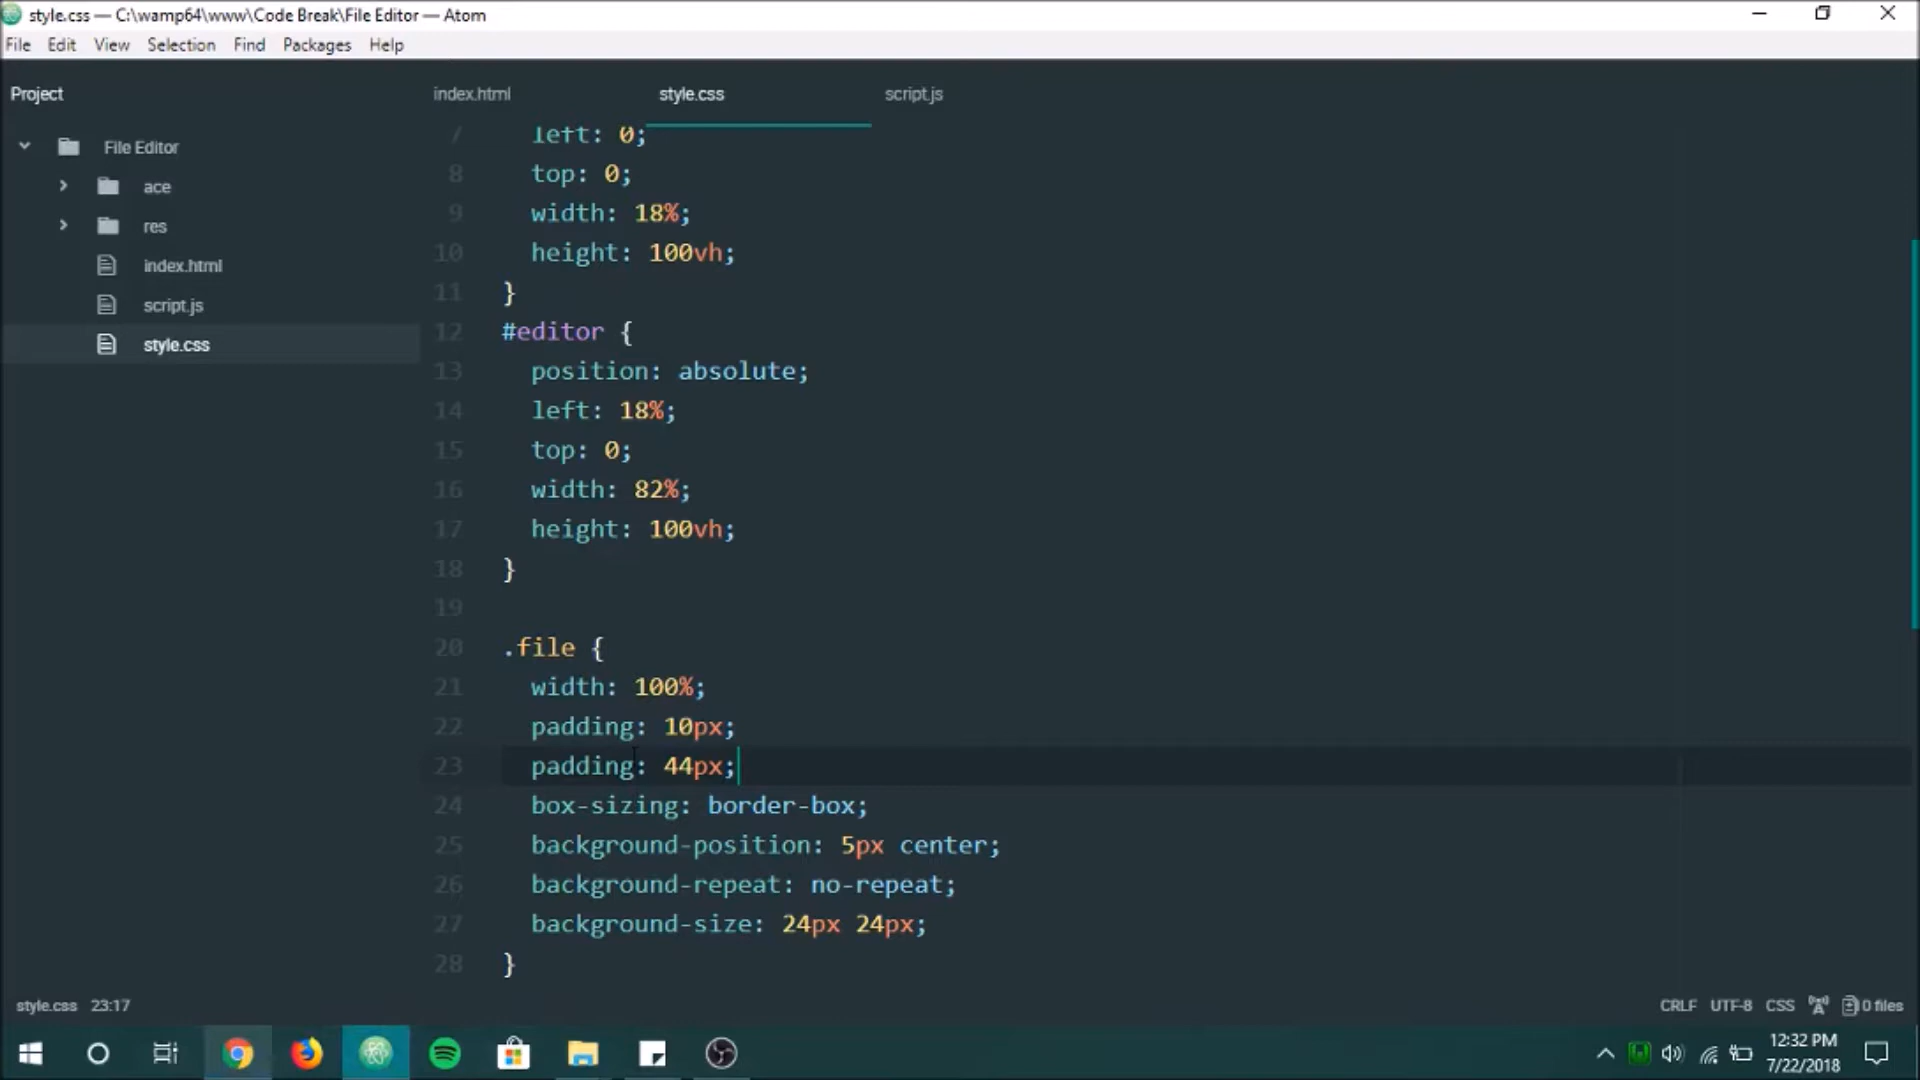 style.css — C:\wamp64\www\Code Break\File Editor — Atom
File Edit View Selection Find Packages Help
Project
index.html style.css script.js
File Editor
ace
res
index.html
script.js
style.css
7 left: 0;
8 top: 0;
9 width: 18%;
10 height: 100vh;
11 }
12 #editor {
13 position: absolute;
14 left: 18%;
15 top: 0;
16 width: 82%;
17 height: 100vh;
18 }
19
20 .file {
21 width: 100%;
22 padding: 10px;
23 padding: 44px;
24 box-sizing: border-box;
25 background-position: 5px center;
26 background-repeat: no-repeat;
27 background-size: 24px 24px;
28 }
style.css 23:17 CRLF UTF-8 CSS 0 files
12:32 PM
7/22/2018